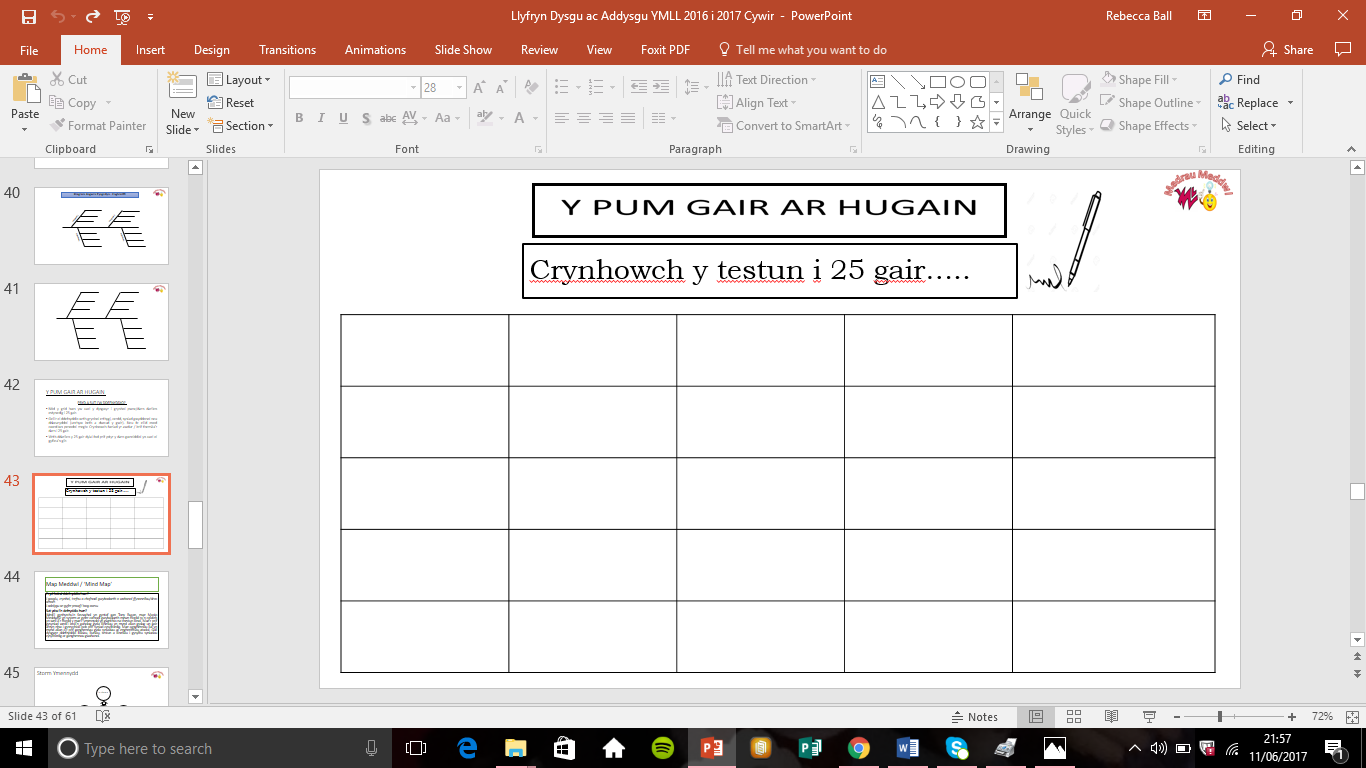 Llyfryn Dysgu ac Addysgu YMLL 2016 i 2017 Cywir - PowerPoint
Rebecca Ball
File Home Insert Design Transitions Animations Slide Show Review View Foxit PDF Tell me what you want to do
Share
Paste
Cut
Copy
Format Painter
Clipboard
New Slide
Layout
Reset
Section
Slides
28
Font
Text Direction
Align Text
Convert to SmartArt
Paragraph
Arrange
Quick Styles
Shape Fill
Shape Outline
Shape Effects
Drawing
Find
Replace
Select
Editing
40
41
42
Y PUM GAIR AR HUGAIN
43
Y PUM GAIR AR HUGAIN
Crynhowch y testun i 25 gair.....
44
Map Meddwl / 'Mind Map'
45
Storm Ymennydd
Y PUM GAIR AR HUGAIN
Crynhowch y testun i 25 gair.....
Medrau Meddwl
Slide 43 of 61
Notes
72%
Type here to search
21:57
11/06/2017
1